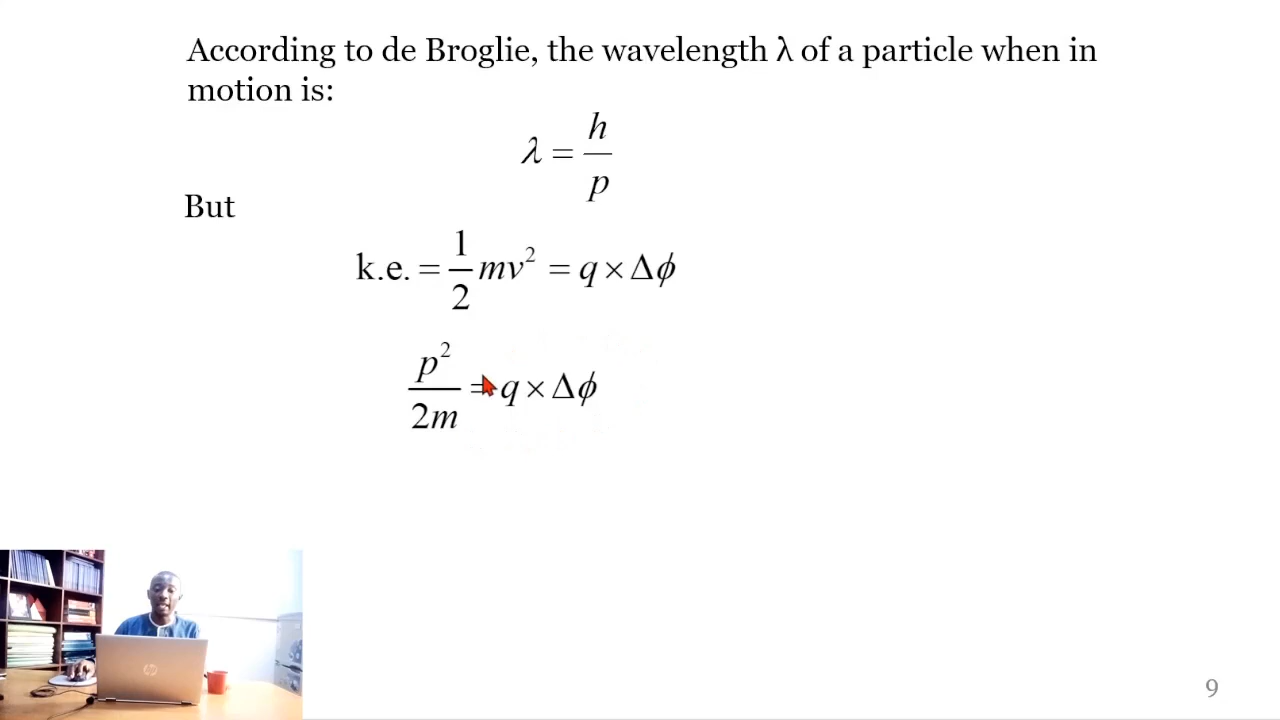 According to de Broglie, the wavelength λ of a particle when in
motion is:
λ = h/p
But
k.e. = 1/2 mv² = q × Δϕ
p²/2m = q × Δϕ
hp
9